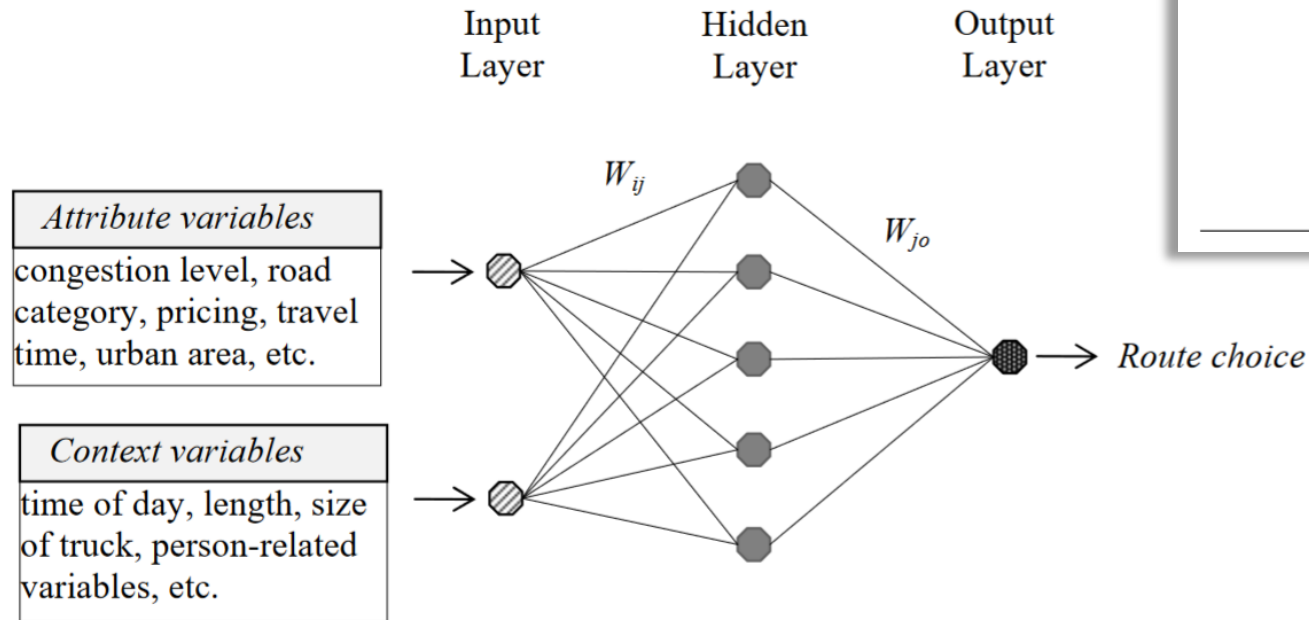 Input
Layer
Hidden
Layer
Output
Layer
W_ij
W_jo
Attribute variables
congestion level, road
category, pricing, travel
time, urban area, etc.
Context variables
time of day, length, size
of truck, person-related
variables, etc.
Route choice